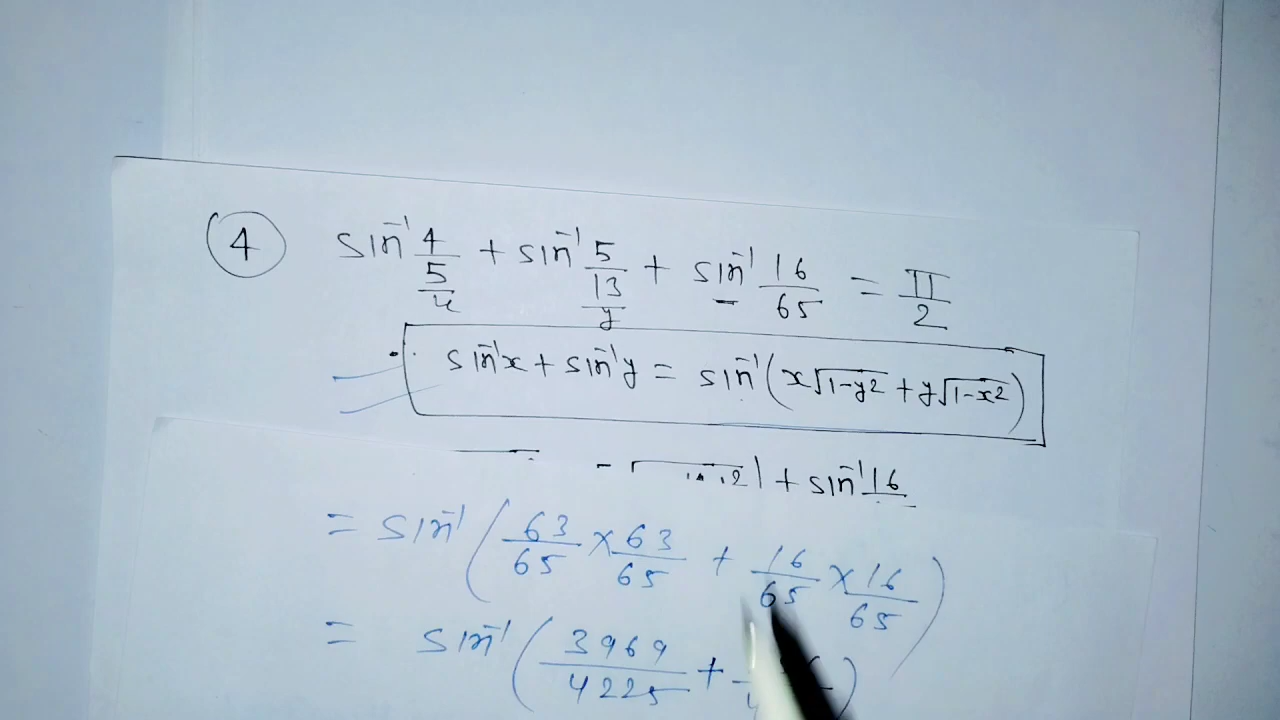 ④ sin⁻¹ 4/5 + sin⁻¹ 5/13 + sin⁻¹ 16/65 = π/2
x y
sin⁻¹x + sin⁻¹y = sin⁻¹(x√1-y² + y√1-x²)
+ sin⁻¹ 16
= sin⁻¹ (63/65 × 63/65 + 16/65 × 16/65)
= sin⁻¹ (3969/4225 + )